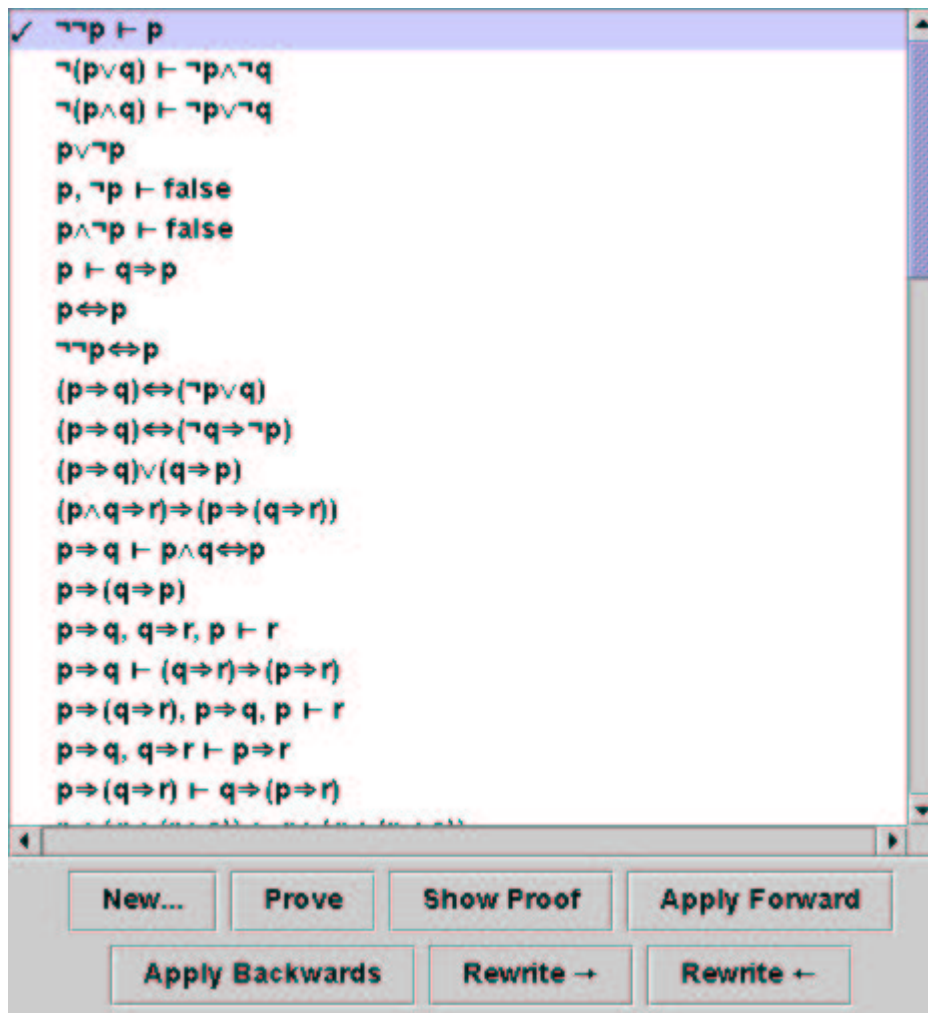 ✓ ¬¬p ⊢ p
¬(p∨q) ⊢ ¬p∧¬q
¬(p∧q) ⊢ ¬p∨¬q
p∨¬p
p, ¬p ⊢ false
p∧¬p ⊢ false
p ⊢ q⇒p
p⇔p
¬¬p⇔p
(p⇒q)⇔(¬p∨q)
(p⇒q)⇔(¬q⇒¬p)
(p⇒q)∨(q⇒p)
(p∧q⇒r)⇒(p⇒(q⇒r))
p⇒q ⊢ p∧q⇔p
p⇒(q⇒p)
p⇒q, q⇒r, p ⊢ r
p⇒q ⊢ (q⇒r)⇒(p⇒r)
p⇒(q⇒r), p⇒q, p ⊢ r
p⇒q, q⇒r ⊢ p⇒r
p⇒(q⇒r) ⊢ q⇒(p⇒r)
New... Prove Show Proof Apply Forward
Apply Backwards Rewrite → Rewrite ←